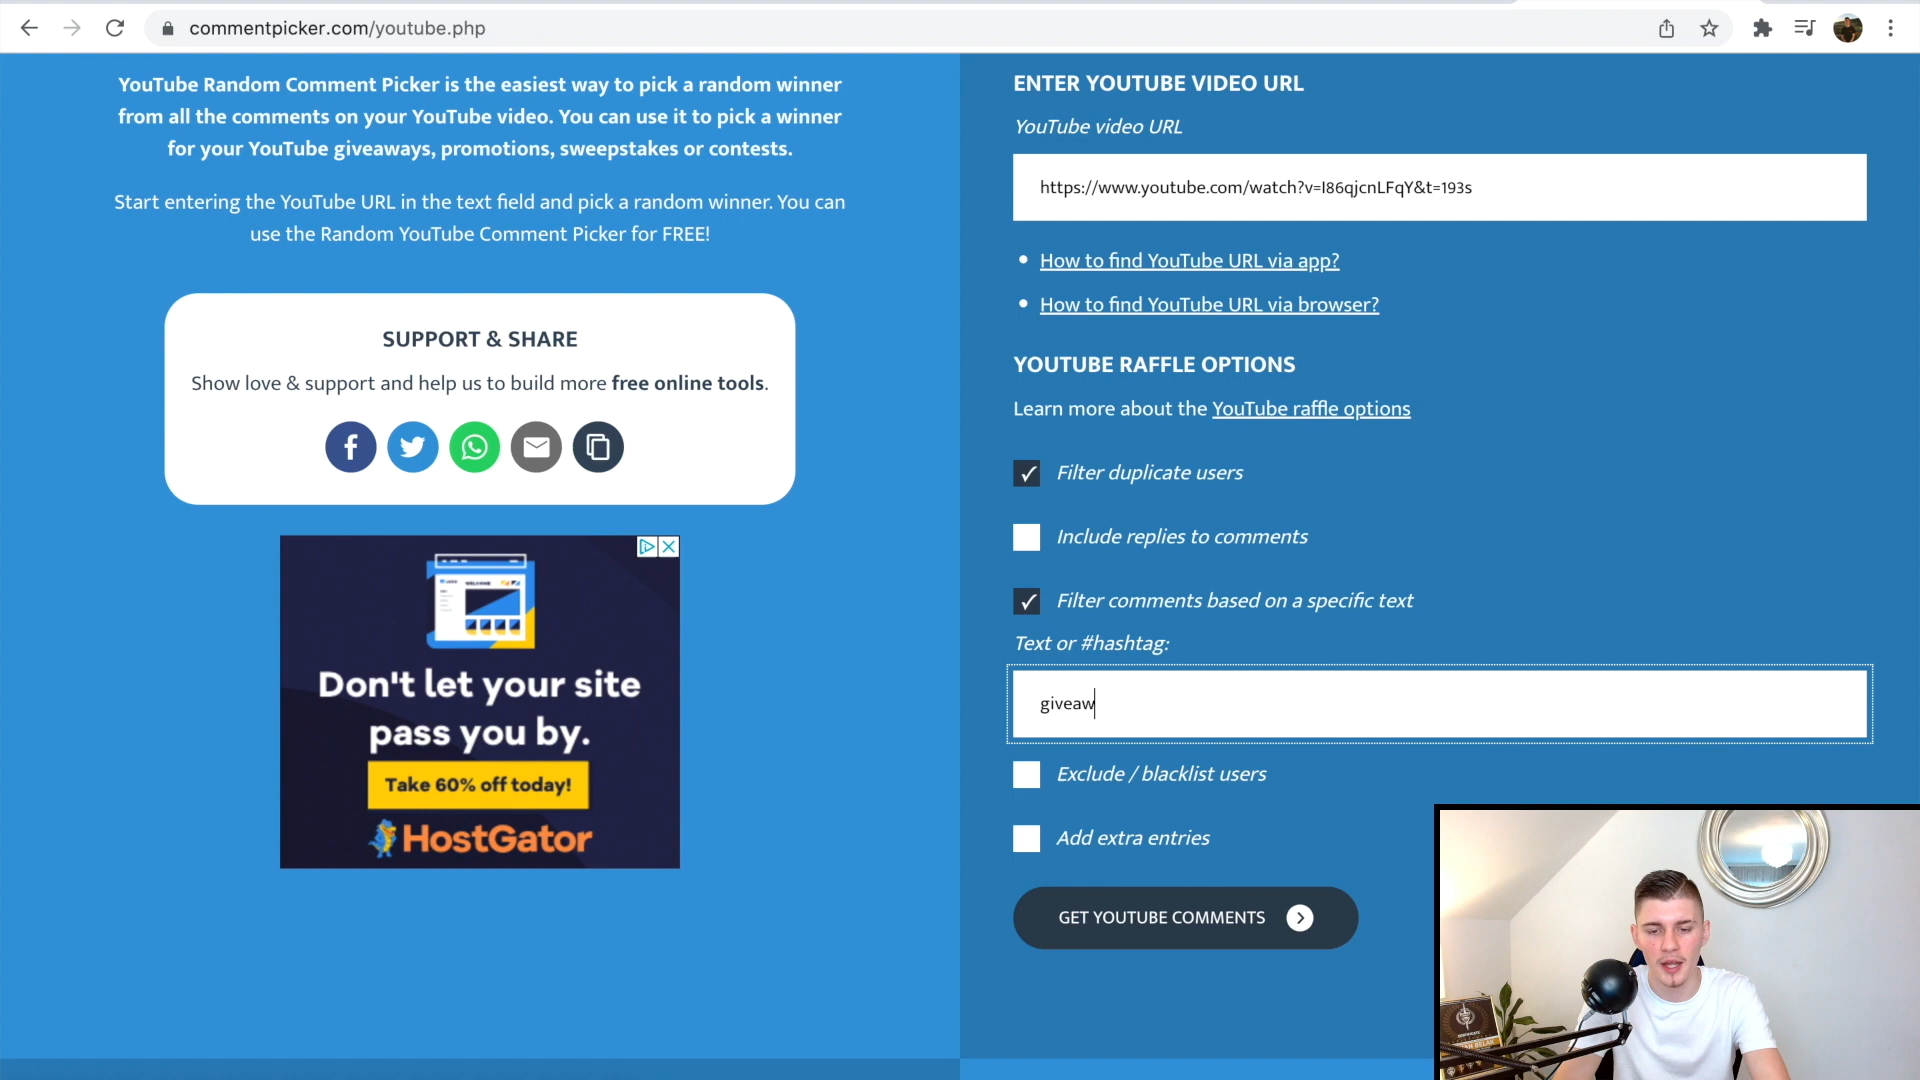 commentpicker.com/youtube.php
YouTube Random Comment Picker is the easiest way to pick a random winner
from all the comments on your YouTube video. You can use it to pick a winner
for your YouTube giveaways, promotions, sweepstakes or contests.
Start entering the YouTube URL in the text field and pick a random winner. You can
use the Random YouTube Comment Picker for FREE!
SUPPORT & SHARE
Show love & support and help us to build more free online tools.
WELCOME
Don't let your site
pass you by.
Take 60% off today!
HostGator
ENTER YOUTUBE VIDEO URL
YouTube video URL
https://www.youtube.com/watch?v=I86qjcnLFqY&t=193s
How to find YouTube URL via app?
How to find YouTube URL via browser?
YOUTUBE RAFFLE OPTIONS
Learn more about the YouTube raffle options
Filter duplicate users
Include replies to comments
Filter comments based on a specific text
Text or #hashtag:
giveaw
Exclude / blacklist users
Add extra entries
GET YOUTUBE COMMENTS